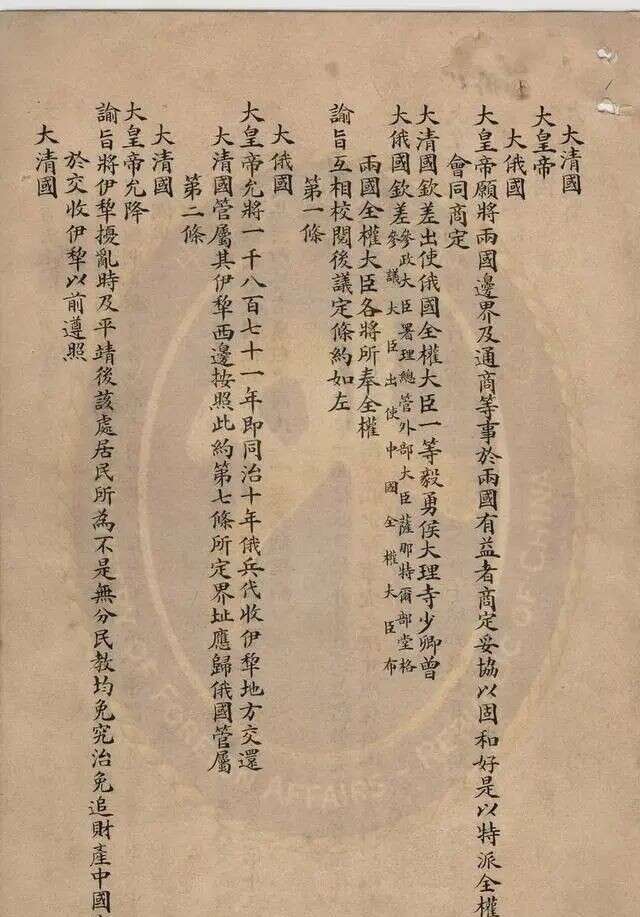 大清國
大皇帝
大俄國
大皇帝願將兩國邊界及通商等事於兩國有益者商定妥協以固和好是以特派全權
會同商定
大清國欽差出使俄國全權大臣一等毅勇侯大理寺少卿曾
大俄國欽差參政大臣署理總管外部大臣薩那特爾部堂格
參議大臣出使中國全權大臣布
兩國全權大臣各將所奉全權
諭旨互相校閱後議定條約如左
第一條
大俄國
大皇帝允將一千八百七十一年即同治十年俄兵代收伊犂地方交還
大清國管屬其伊犂西邊按照此約第七條所定界址應歸俄國管屬
第二條
大清國
大皇帝允降
諭旨將伊犂擾亂時及平靖後該處居民所為不是無分民教均免究治免追財產中國
於交收伊犂以前遵照
大清國
FOR
AFFAIRS